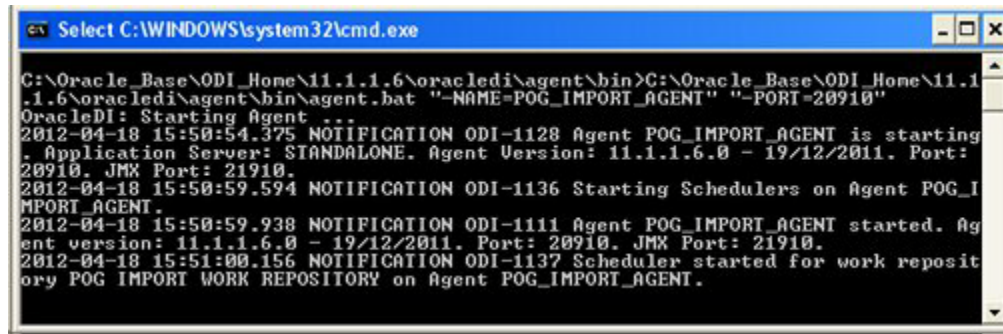 Select C:\WINDOWS\system32\cmd.exe
C:\Oracle_Base\ODI_Home\11.1.1.6\oracledi\agent\bin>C:\Oracle_Base\ODI_Home\11.1
.1.6\oracledi\agent\bin\agent.bat "-NAME=POG_IMPORT_AGENT" "-PORT=20910"
OracleDI: Starting Agent ...
2012-04-18 15:50:54.375 NOTIFICATION ODI-1128 Agent POG_IMPORT_AGENT is starting
. Application Server: STANDALONE. Agent Version: 11.1.1.6.0 - 19/12/2011. Port:
20910. JMX Port: 21910.
2012-04-18 15:50:59.594 NOTIFICATION ODI-1136 Starting Schedulers on Agent POG_I
MPORT_AGENT.
2012-04-18 15:50:59.938 NOTIFICATION ODI-1111 Agent POG_IMPORT_AGENT started. Ag
ent version: 11.1.1.6.0 - 19/12/2011. Port: 20910. JMX Port: 21910.
2012-04-18 15:51:00.156 NOTIFICATION ODI-1137 Scheduler started for work reposit
ory POG IMPORT WORK REPOSITORY on Agent POG_IMPORT_AGENT.